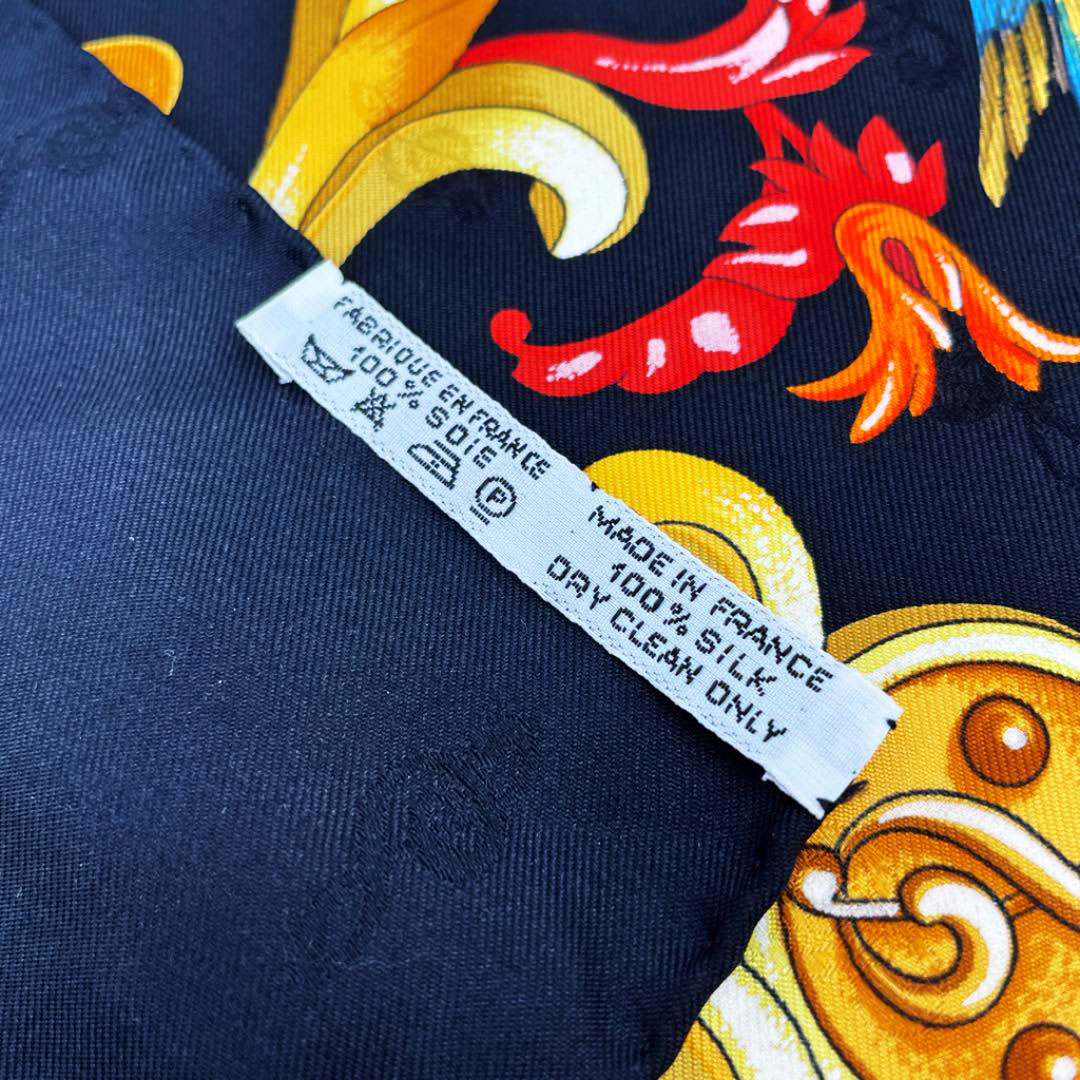 FABRIQUE EN FRANCE
100% SOIE
P
MADE IN FRANCE
100% SILK
DRY CLEAN ONLY